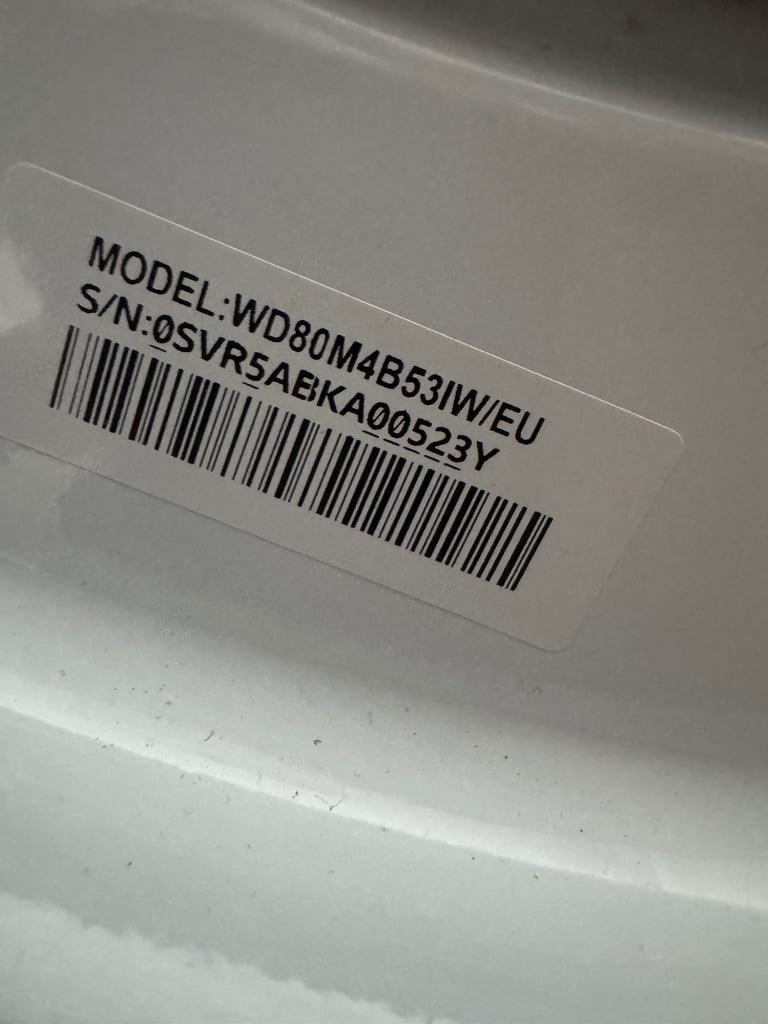 MODEL:WD80M4B53IW/EU
S/N:0SVR5ABKA00523Y